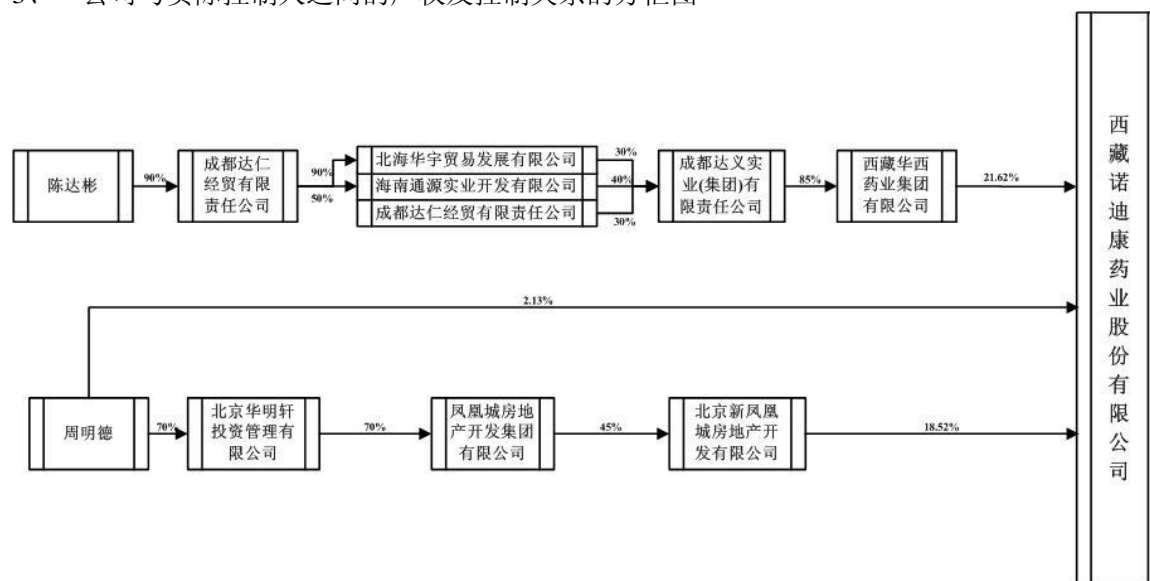 公司与实际控制人之间的产权及控制关系的方框图
陈达彬
90%
成都达仁
经贸有限
责任公司
90%
50%
北海华宇贸易发展有限公司
海南通源实业开发有限公司
成都达仁经贸有限责任公司
30%
40%
30%
成都达义实
业(集团)有
限责任公司
85%
西藏华西
药业集团
有限公司
21.62%
2.13%
周明德
70%
北京华明轩
投资管理有
限公司
70%
凤凰城房地
产开发集团
有限公司
45%
北京新凤凰
城房地产开
发有限公司
18.52%
西藏诺迪康药业股份有限公司